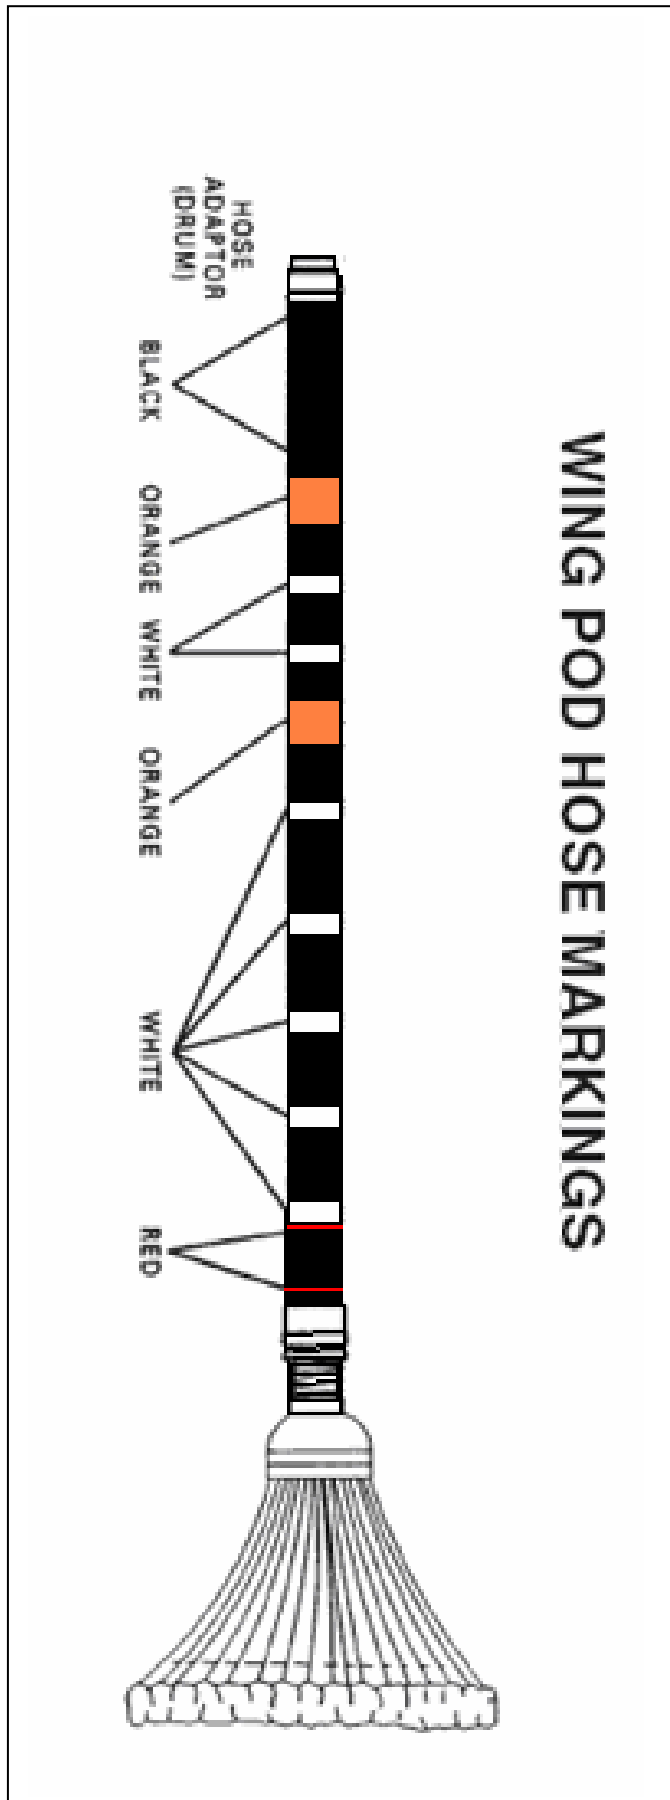 WING POD HOSE MARKINGS
HOSE
ADAPTOR
(DRUM)
BLACK
ORANGE
WHITE
ORANGE
WHITE
RED